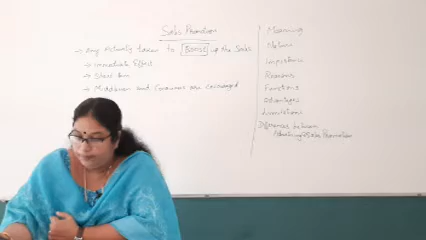 Sales Promotion
→ Any Activity taken to BOOST up the Sales
→ Immediate Effect
→ Short run
→ Middlemen and Consumers are encouraged
Meaning
Nature
Importance
Reasons
Functions
Advantages
Limitations
Differences between
Advertising & Sales Promotion